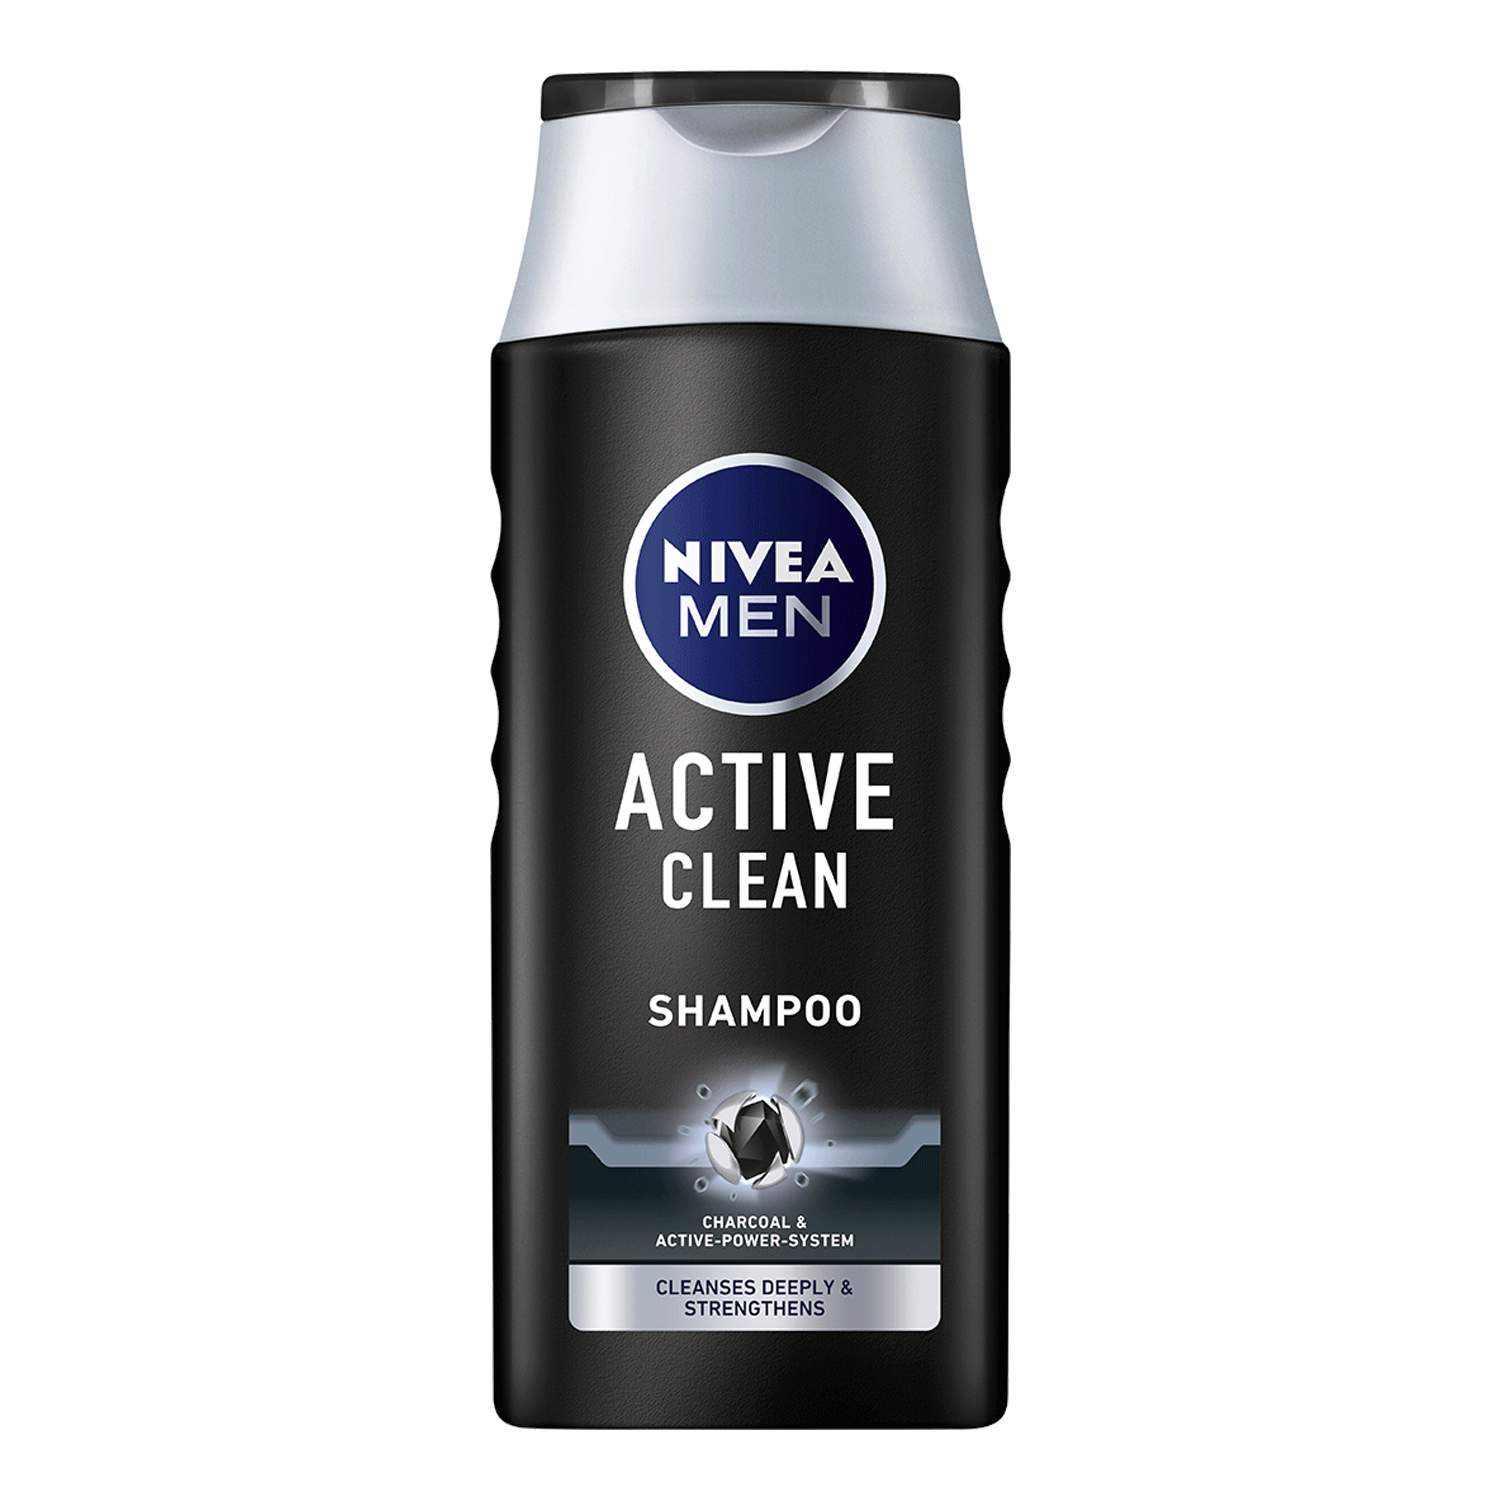 NIVEA
MEN
ACTIVE
CLEAN
SHAMPOO
CHARCOAL &
ACTIVE-POWER-SYSTEM
CLEANSES DEEPLY &
STRENGTHENS